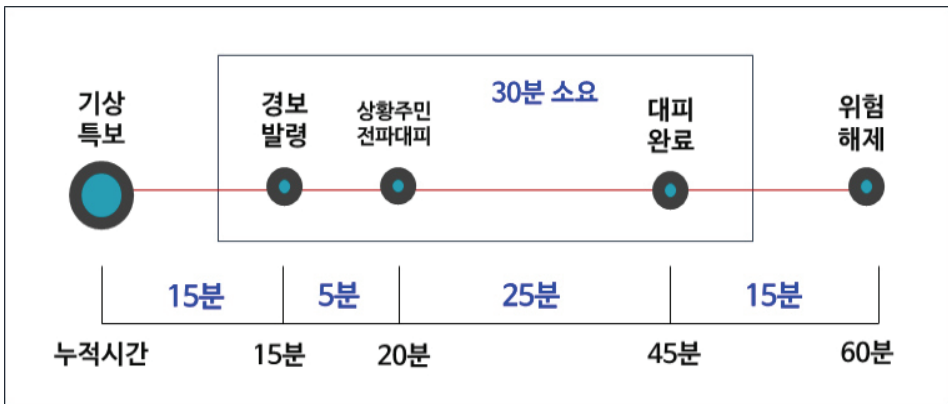 30분 소요
기상
특보
경보
발령
상황주민
전파대피
대피
완료
위험
해제
15분
5분
25분
15분
누적시간
15분
20분
45분
60분